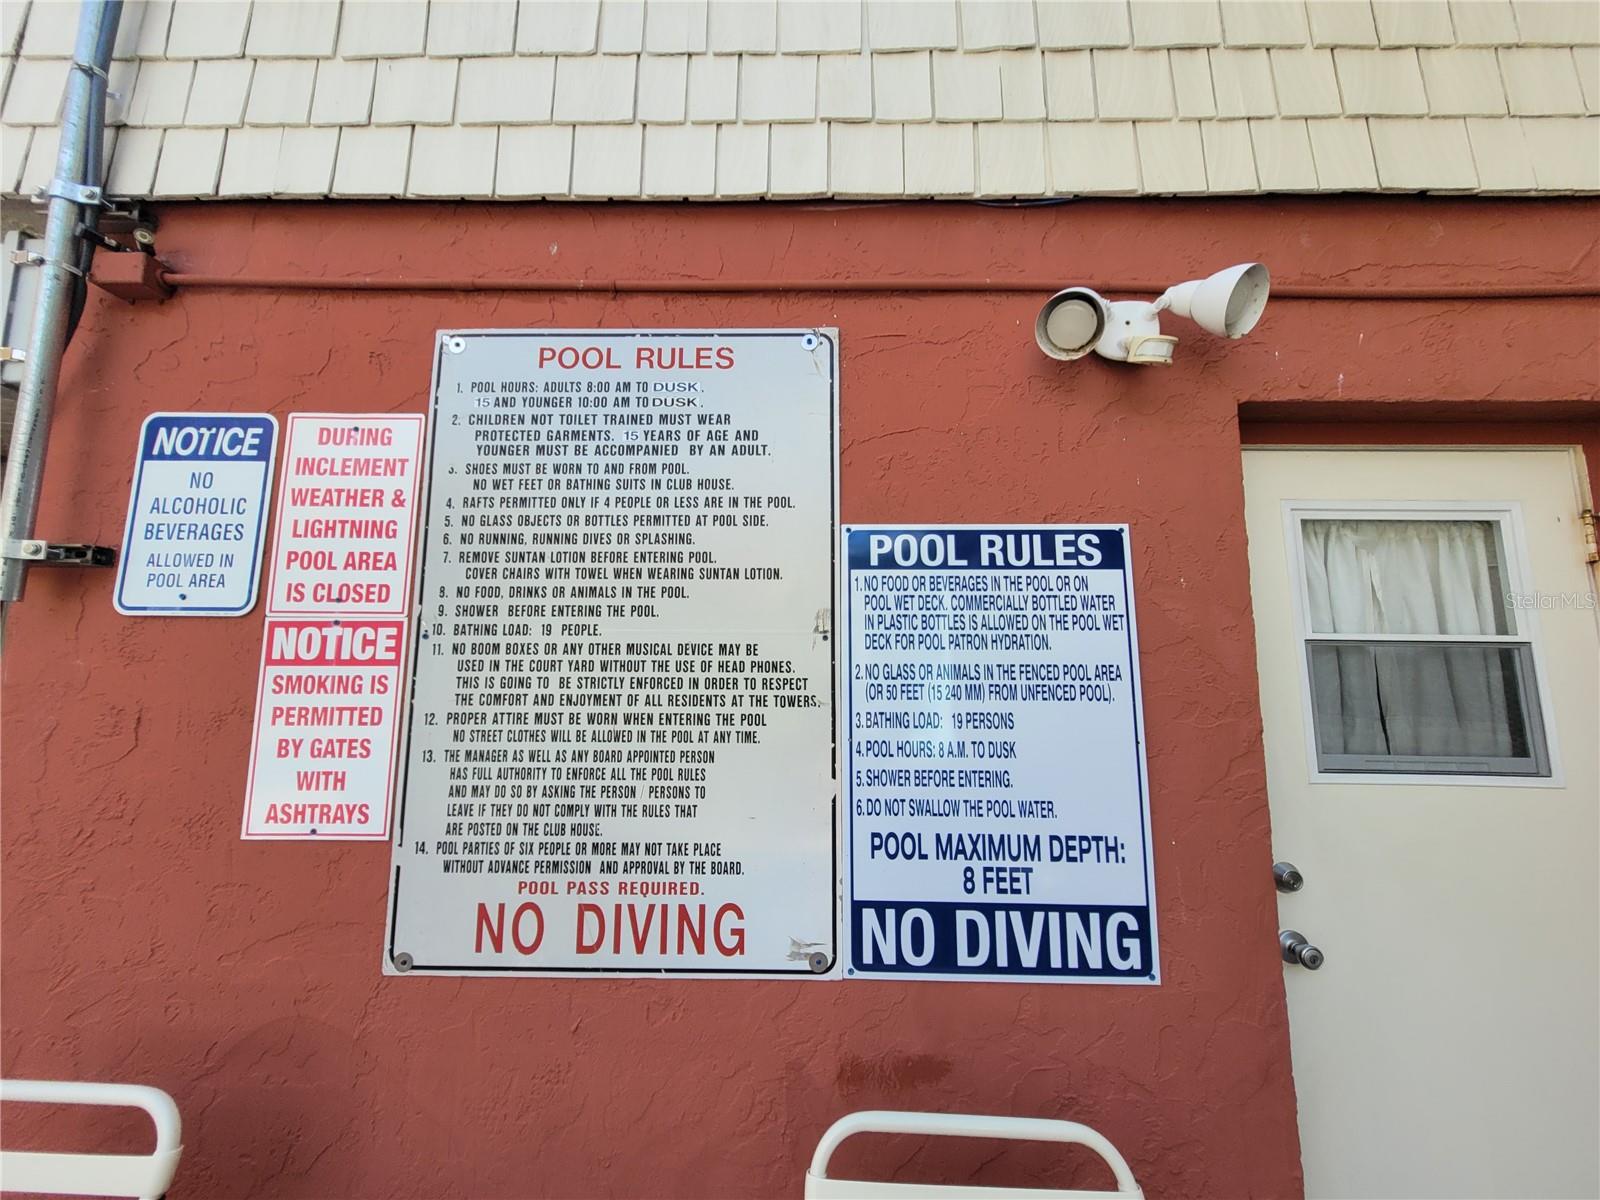 NOTICE
NO
ALCOHOLIC
BEVERAGES
ALLOWED IN
POOL AREA
DURING
INCLEMENT
WEATHER &
LIGHTNING
POOL AREA
IS CLOSED
NOTICE
SMOKING IS
PERMITTED
BY GATES
WITH
ASHTRAYS
POOL RULES
1. POOL HOURS: ADULTS 8:00 AM TO DUSK.
15 AND YOUNGER 10:00 AM TO DUSK.
2. CHILDREN NOT TOILET TRAINED MUST WEAR
PROTECTED GARMENTS. 15 YEARS OF AGE AND
YOUNGER MUST BE ACCOMPANIED BY AN ADULT.
3. SHOES MUST BE WORN TO AND FROM POOL.
NO WET FEET OR BATHING SUITS IN CLUB HOUSE.
4. RAFTS PERMITTED ONLY IF 4 PEOPLE OR LESS ARE IN THE POOL.
5. NO GLASS OBJECTS OR BOTTLES PERMITTED AT POOL SIDE.
6. NO RUNNING, RUNNING DIVES OR SPLASHING.
7. REMOVE SUNTAN LOTION BEFORE ENTERING POOL.
COVER CHAIRS WITH TOWEL WHEN WEARING SUNTAN LOTION.
8. NO FOOD, DRINKS OR ANIMALS IN THE POOL.
9. SHOWER BEFORE ENTERING THE POOL.
10. BATHING LOAD: 19 PEOPLE.
11. NO BOOM BOXES OR ANY OTHER MUSICAL DEVICE MAY BE
USED IN THE COURT YARD WITHOUT THE USE OF HEAD PHONES.
THIS IS GOING TO BE STRICTLY ENFORCED IN ORDER TO RESPECT
THE COMFORT AND ENJOYMENT OF ALL RESIDENTS AT THE TOWERS.
12. PROPER ATTIRE MUST BE WORN WHEN ENTERING THE POOL
NO STREET CLOTHES WILL BE ALLOWED IN THE POOL AT ANY TIME.
13. THE MANAGER AS WELL AS ANY BOARD APPOINTED PERSON
HAS FULL AUTHORITY TO ENFORCE ALL THE POOL RULES
AND MAY DO SO BY ASKING THE PERSON / PERSONS TO
LEAVE IF THEY DO NOT COMPLY WITH THE RULES THAT
ARE POSTED ON THE CLUB HOUSE.
14. POOL PARTIES OF SIX PEOPLE OR MORE MAY NOT TAKE PLACE
WITHOUT ADVANCE PERMISSION AND APPROVAL BY THE BOARD.
POOL PASS REQUIRED.
NO DIVING
POOL RULES
1. NO FOOD OR BEVERAGES IN THE POOL OR ON
POOL WET DECK. COMMERCIALLY BOTTLED WATER
IN PLASTIC BOTTLES IS ALLOWED ON THE POOL WET
DECK FOR POOL PATRON HYDRATION.
2. NO GLASS OR ANIMALS IN THE FENCED POOL AREA
(OR 50 FEET (15 240 MM) FROM UNFENCED POOL).
3. BATHING LOAD: 19 PERSONS
4. POOL HOURS: 8 A.M. TO DUSK
5. SHOWER BEFORE ENTERING.
6. DO NOT SWALLOW THE POOL WATER.
POOL MAXIMUM DEPTH:
8 FEET
NO DIVING
StellarMLS